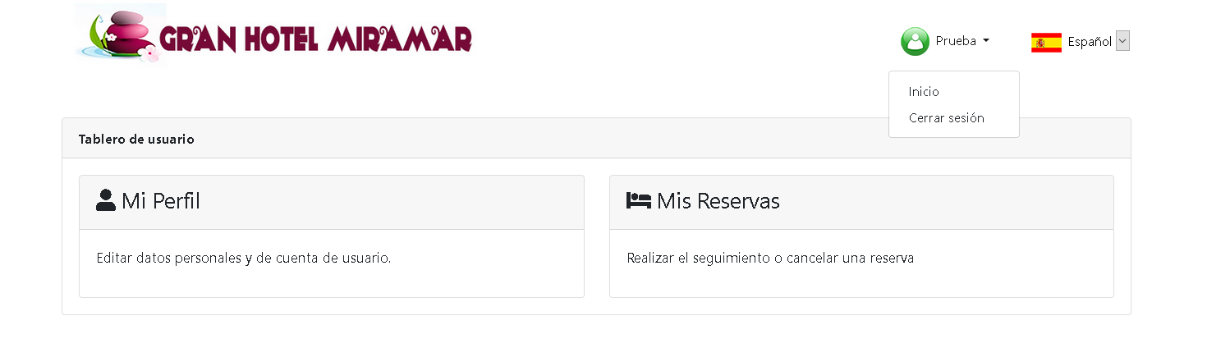 GRAN HOTEL MIRAMAR
Prueba
Español
Inicio
Cerrar sesión
Tablero de usuario
Mi Perfil
Mis Reservas
Editar datos personales y de cuenta de usuario.
Realizar el seguimiento o cancelar una reserva